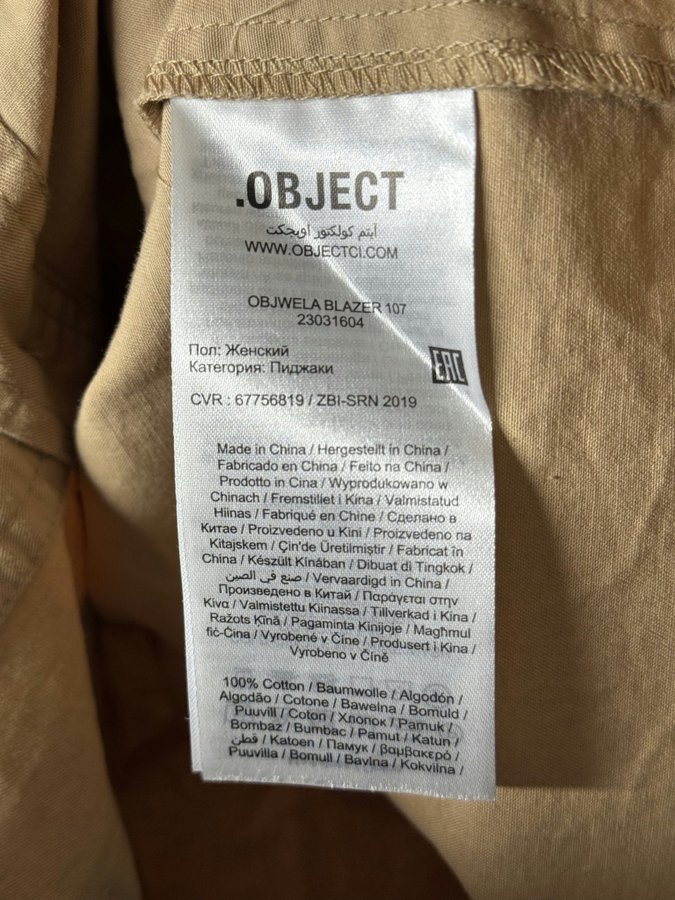 .OBJECT
ايتم كولكتور اوبجكت
WWW.OBJECTCI.COM
OBJWELA BLAZER 107
23031604
Пол: Женский
Категория: Пиджаки
EAC
CVR : 67756819 / ZBI-SRN 2019
Made in China / Hergestellt in China /
Fabricado en China / Feito na China /
Prodotto in Cina / Wyprodukowano w
Chinach / Fremstillet i Kina / Valmistatud
Hiinas / Fabriqué en Chine / Сделано в
Китае / Proizvedeno u Kini / Proizvedeno na
Kitajskem / Çin'de Üretilmiştir / Fabricat în
China / Készült Kínában / Dibuat di Tingkok /
صنع في الصين / Vervaardigd in China /
Произведено в Китай / Παράγεται στην
Κίνα / Valmistettu Kiinassa / Tillverkad i Kina /
Ražots Ķīnā / Pagaminta Kinijoje / Magħmul
fiċ-Ċina / Vyrobené v Číne / Produsert i Kina /
Vyrobeno v Číně
100% Cotton / Baumwolle / Algodón /
Algodão / Cotone / Bawełna / Bomuld /
Puuvill / Coton / Хлопок / Pamuk /
Bombaz / Bumbac / Pamut / Katun /
قطن / Katoen / Памук / βαμβακερό /
Puuvilla / Bomull / Bavlna / Kokvilna /